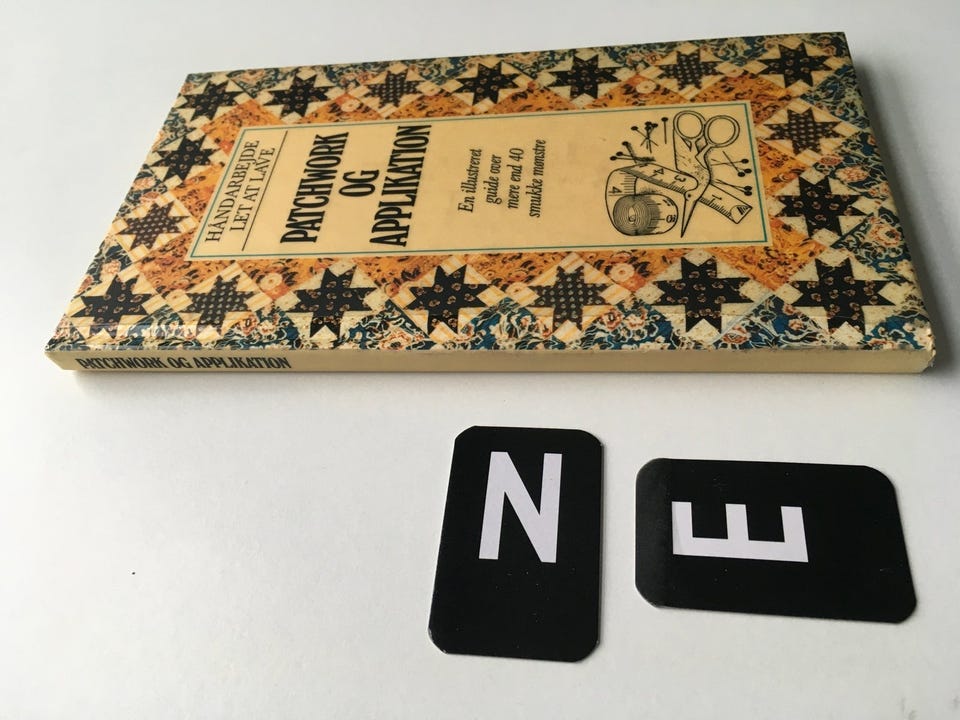 HÅNDARBEJDE
LET AT LAVE
PATCHWORK
OG
APPLIKATION
En illustreret
guide over
mere end 40
smukke mønstre
PATCHWORK OG APPLIKATION
N
E